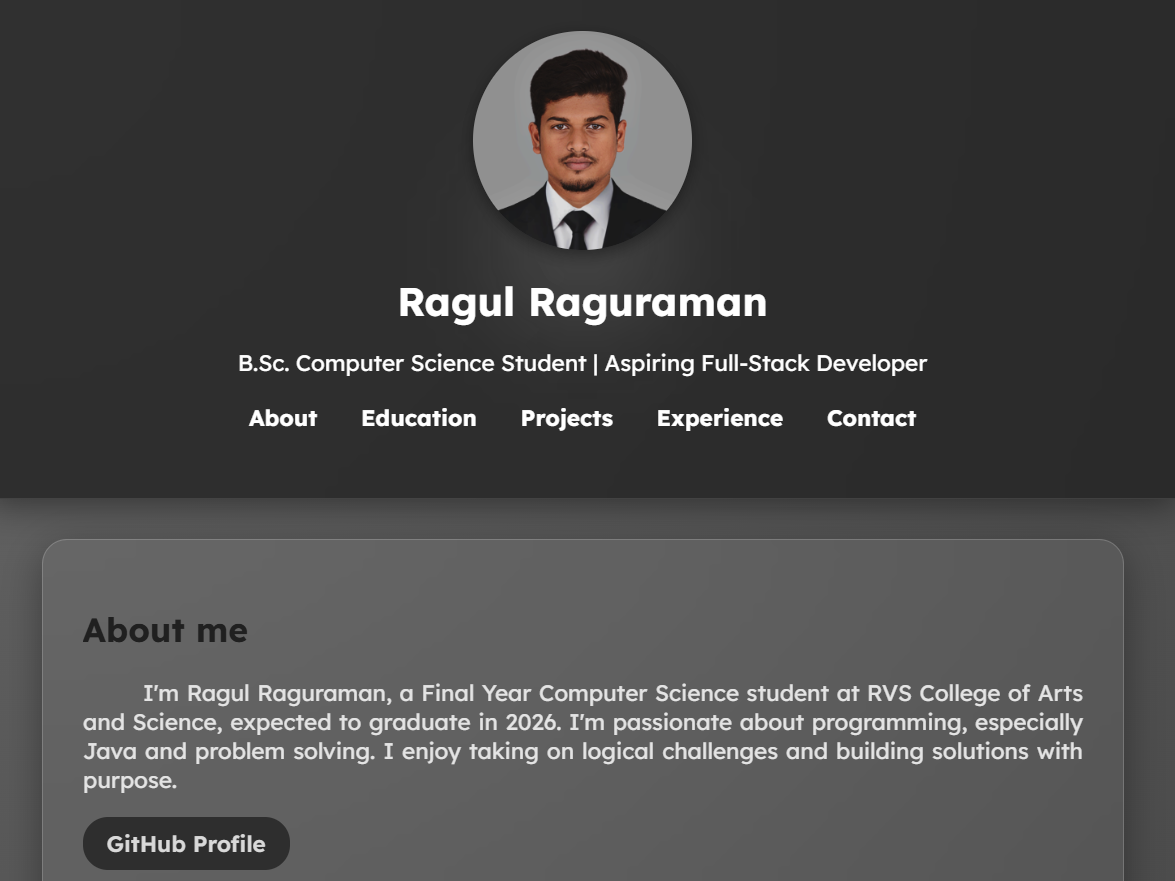 Ragul Raguraman
B.Sc. Computer Science Student | Aspiring Full-Stack Developer
About Education Projects Experience Contact
About me
I'm Ragul Raguraman, a Final Year Computer Science student at RVS College of Arts
and Science, expected to graduate in 2026. I'm passionate about programming, especially
Java and problem solving. I enjoy taking on logical challenges and building solutions with
purpose.
GitHub Profile